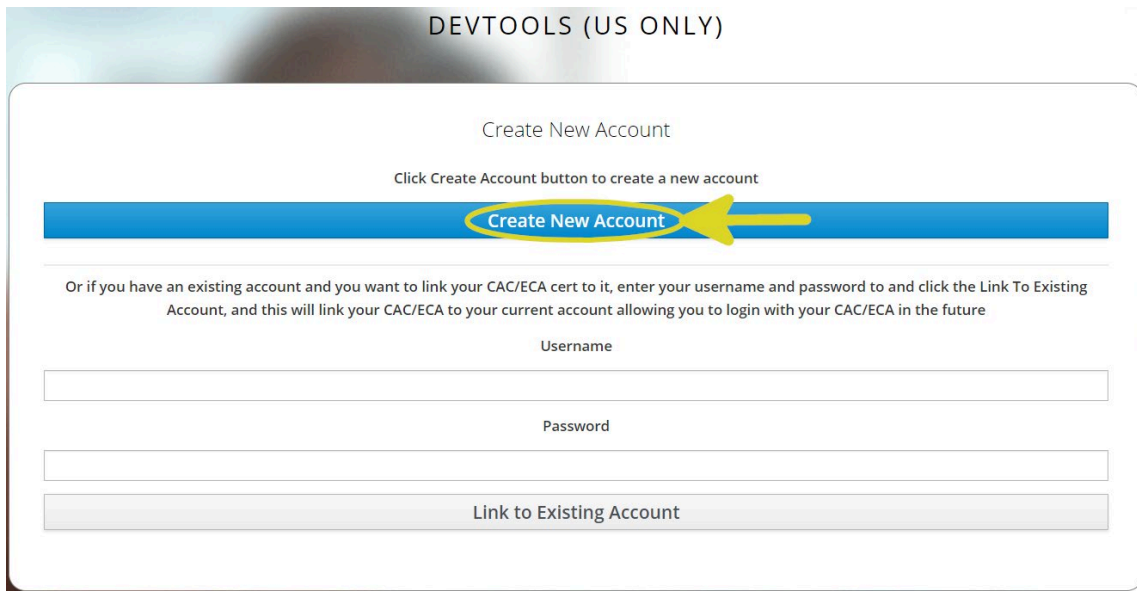 DEVTOOLS (US ONLY)
Create New Account
Click Create Account button to create a new account
Create New Account
Or if you have an existing account and you want to link your CAC/ECA cert to it, enter your username and password to and click the Link To Existing
Account, and this will link your CAC/ECA to your current account allowing you to login with your CAC/ECA in the future
Username
Password
Link to Existing Account